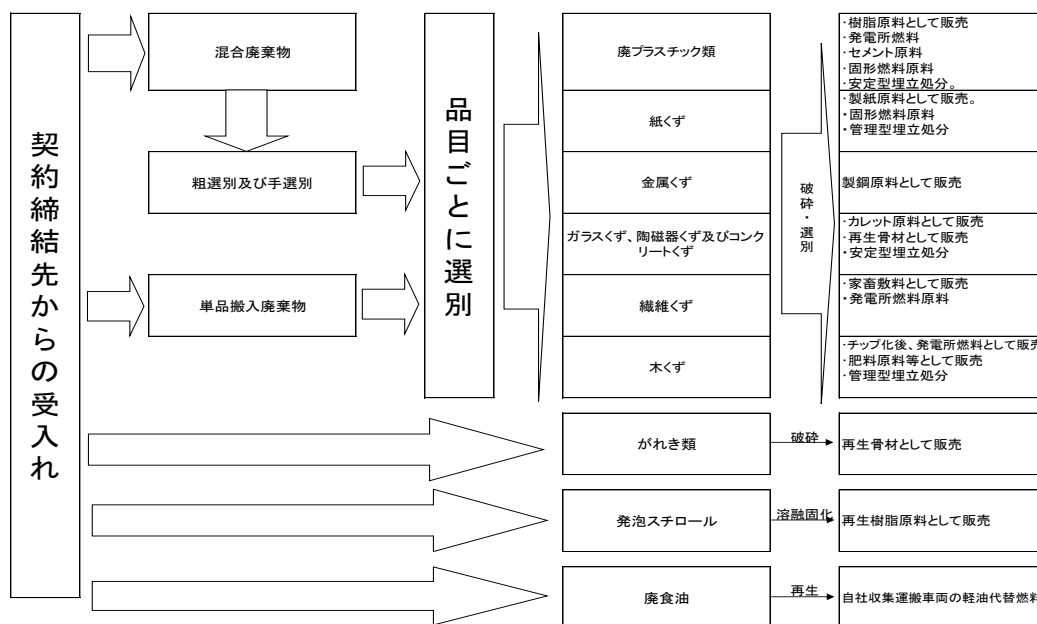 契約締結先からの受入れ
混合廃棄物
粗選別及び手選別
単品搬入廃棄物
品目ごとに選別
廃プラスチック類
紙くず
金属くず
ガラスくず、陶磁器くず及びコンク
リートくず
繊維くず
木くず
破砕・選別
・樹脂原料として販売
・発電所燃料
・セメント原料
・固形燃料原料
・安定型埋立処分。
・製紙原料として販売。
・固形燃料原料
・管理型埋立処分
製鋼原料として販売
・カレット原料として販売
・再生骨材として販売
・安定型埋立処分
・家畜敷料として販売
・発電所燃料原料
・チップ化後、発電所燃料として販売
・肥料原料等として販売
・管理型埋立処分
がれき類
破砕
再生骨材として販売
発泡スチロール
溶融固化
再生樹脂原料として販売
廃食油
再生
自社収集運搬車両の軽油代替燃料